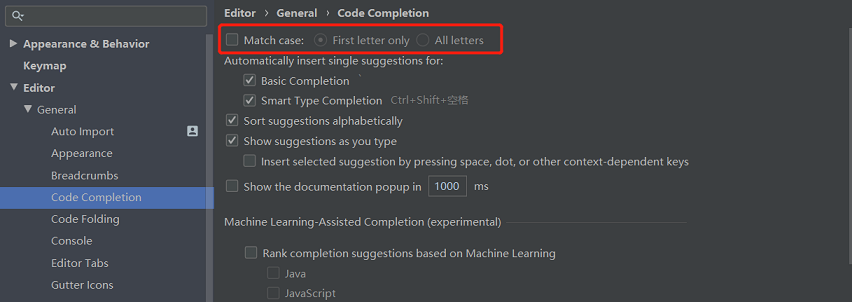 Editor › General › Code Completion
Appearance & Behavior
Keymap
Editor
General
Auto Import
Appearance
Breadcrumbs
Code Completion
Code Folding
Console
Editor Tabs
Gutter Icons
Match case: First letter only All letters
Automatically insert single suggestions for:
Basic Completion `
Smart Type Completion Ctrl+Shift+空格
Sort suggestions alphabetically
Show suggestions as you type
Insert selected suggestion by pressing space, dot, or other context-dependent keys
Show the documentation popup in 1000 ms
Machine Learning-Assisted Completion (experimental)
Rank completion suggestions based on Machine Learning
Java
JavaScript